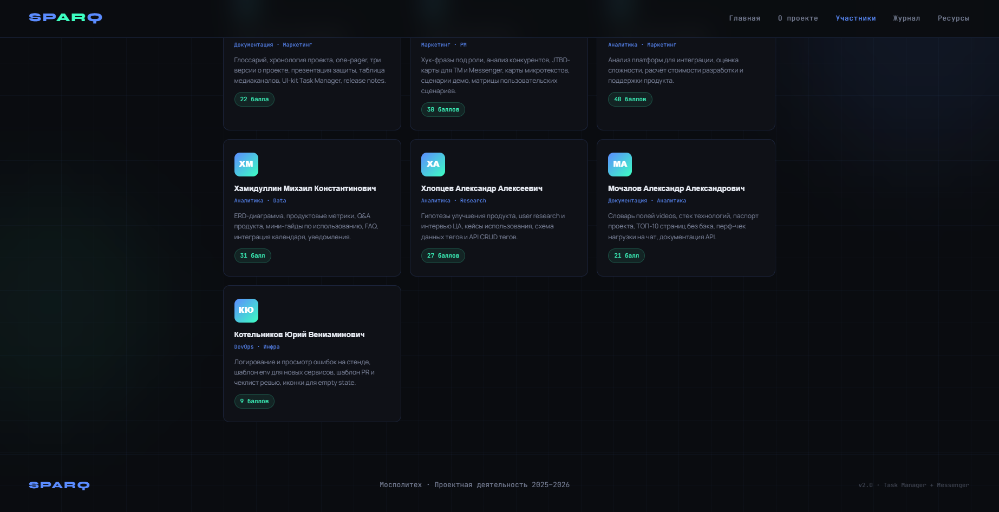 SPARQ
Главная
О проекте
Участники
Журнал
Ресурсы
Документация · Маркетинг
Глоссарий, хронология проекта, one-pager, три
версии о проекте, презентация защиты, таблица
медиаканалов, UI-kit Task Manager, release notes.
22 балла
Маркетинг · PM
Хук-фразы под роли, анализ конкурентов, JTBD-
карты для TM и Messenger, карты микротекстов,
сценарии демо, матрицы пользовательских
сценариев.
30 баллов
Аналитика · Маркетинг
Анализ платформ для интеграции, оценка
сложности, расчёт стоимости разработки и
поддержки продукта.
40 баллов
ХМ
Хамидуллин Михаил Константинович
Аналитика · Data
ERD-диаграмма, продуктовые метрики, Q&A
продукта, мини-гайды по использованию, FAQ,
интеграция календаря, уведомления.
31 балл
ХА
Хлопцев Александр Алексеевич
Аналитика · Research
Гипотезы улучшения продукта, user research и
интервью ЦА, кейсы использования, схема
данных тегов и API CRUD тегов.
27 баллов
МА
Мочалов Александр Александрович
Документация · Аналитика
Словарь полей videos, стек технологий, паспорт
проекта, ТОП-10 страниц без бэка, перф-чек
нагрузки на чат, документация API.
21 балл
КЮ
Котельников Юрий Вениаминович
DevOps · Инфра
Логирование и просмотр ошибок на стенде,
шаблон env для новых сервисов, шаблон PR и
чеклист ревью, иконки для empty state.
9 баллов
SPARQ
Мосполитех · Проектная деятельность 2025–2026
v2.0 · Task Manager + Messenger